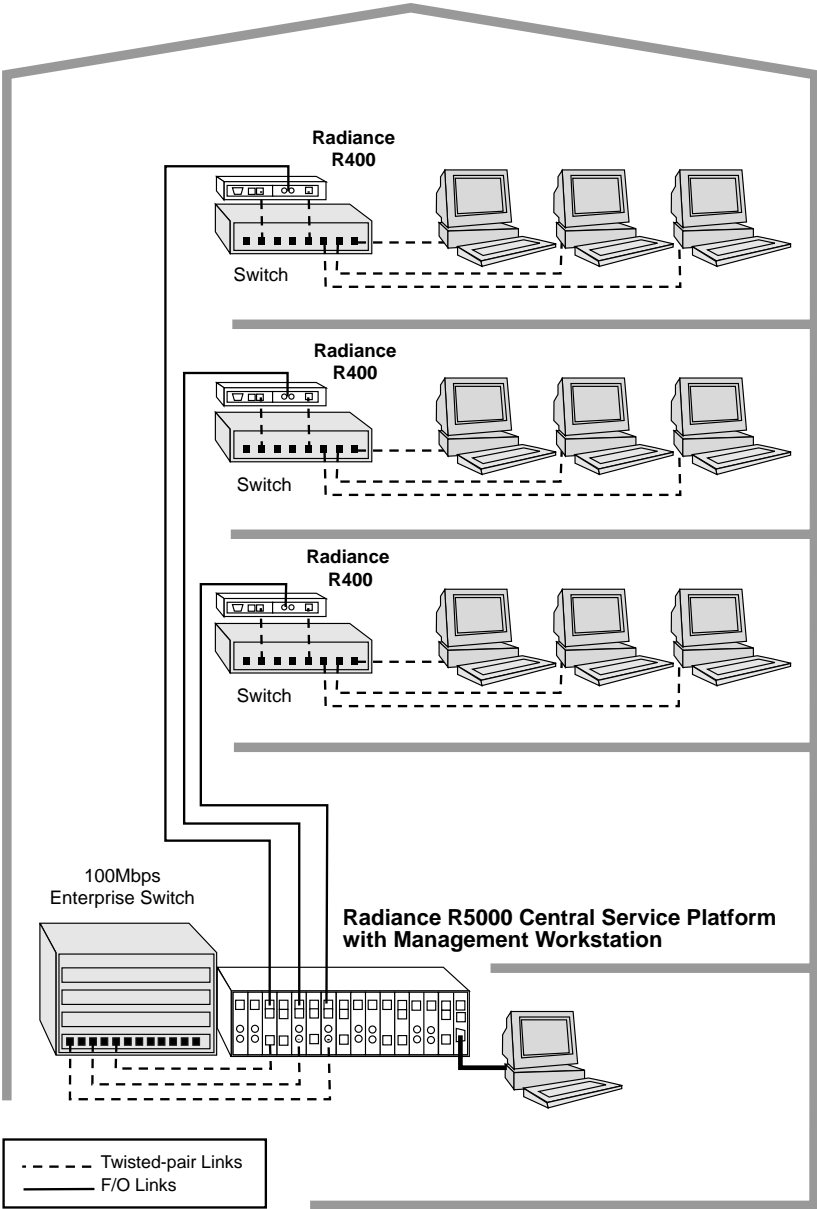 Radiance
R400
Switch
Radiance
R400
Switch
Radiance
R400
Switch
100Mbps
Enterprise Switch
Radiance R5000 Central Service Platform
with Management Workstation
Twisted-pair Links
F/O Links